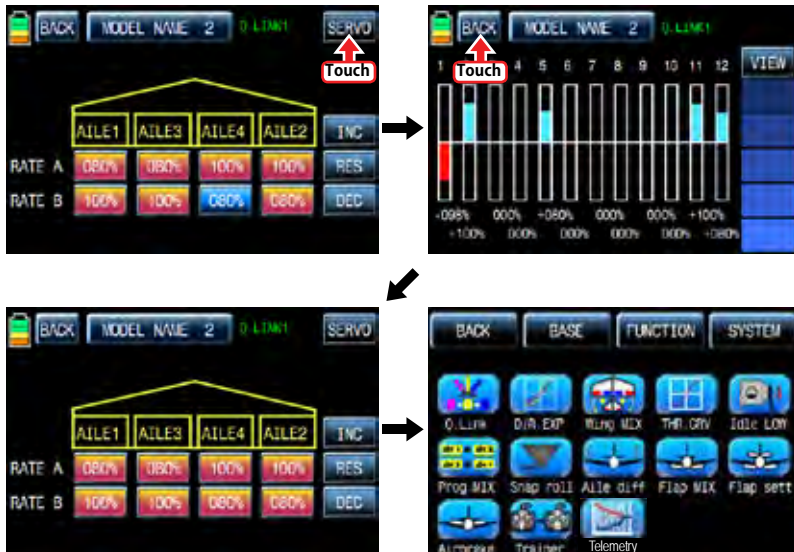 BACK MODEL NAME 2 Q.LINK1 SERVO
Touch
AILE1 AILE3 AILE4 AILE2 INC
RATE A 080% 080% 100% 100% RES
RATE B 100% 100% 080% 080% DEC
BACK MODEL NAME 2 Q.LINK1
Touch
1 4 5 6 7 8 9 10 11 12 VIEW
-098% 000% +080% 000% 000% +100%
+100% 000% 000% 000% 000% +080%
BACK MODEL NAME 2 Q.LINK1 SERVO
AILE1 AILE3 AILE4 AILE2 INC
RATE A 080% 080% 100% 100% RES
RATE B 100% 100% 080% 080% DEC
BACK BASE FUNCTION SYSTEM
Q.Link D/R,EXP Wing MIX THR.CRV Idle LOW
Prog.MIX Snap roll Aile diff Flap MIX Flap sett
Airbrake Trainer Telemetry